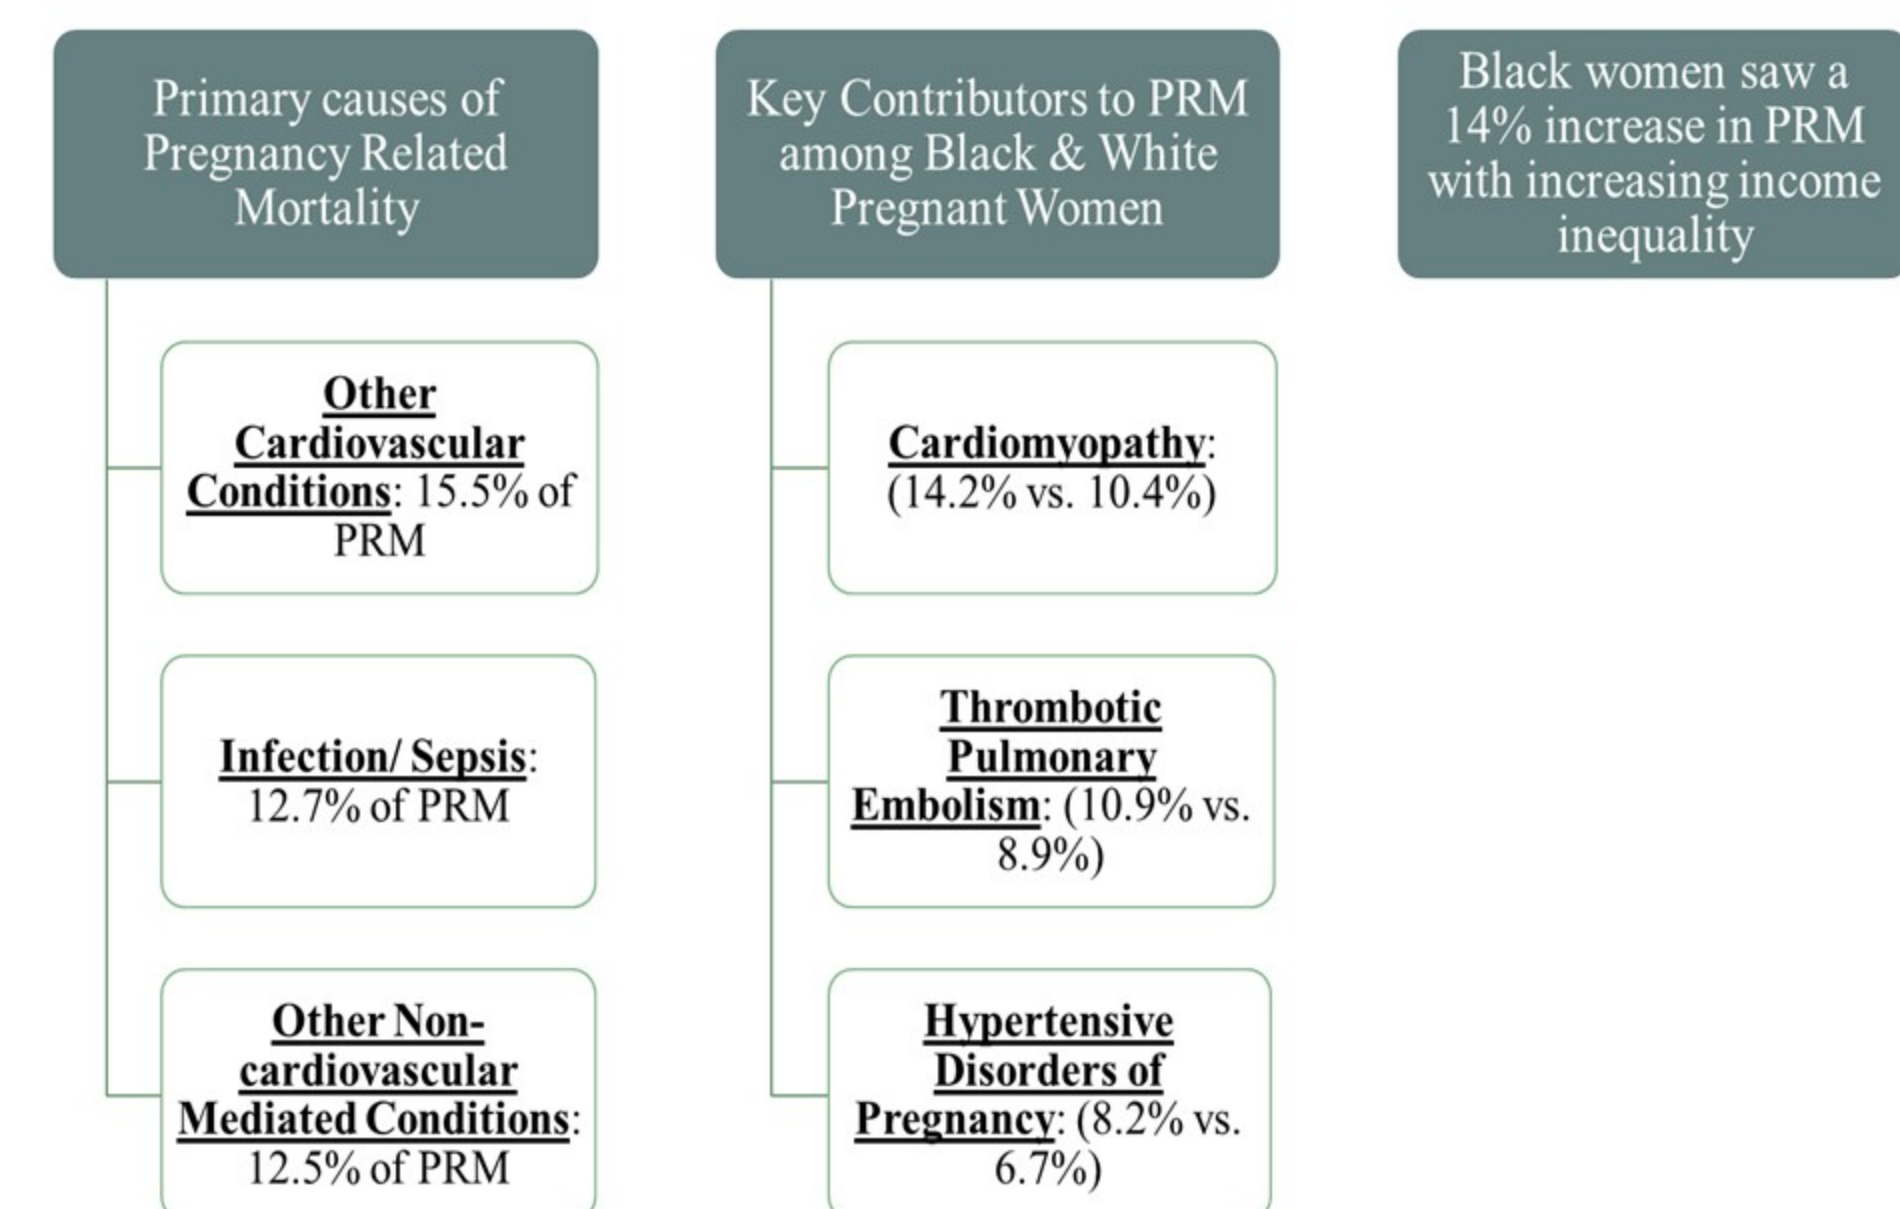 Primary causes of
Pregnancy Related
Mortality
Other
Cardiovascular
Conditions: 15.5% of
PRM
Infection/ Sepsis:
12.7% of PRM
Other Non-
cardiovascular
Mediated Conditions:
12.5% of PRM
Key Contributors to PRM
among Black & White
Pregnant Women
Cardiomyopathy:
(14.2% vs. 10.4%)
Thrombotic
Pulmonary
Embolism: (10.9% vs.
8.9%)
Hypertensive
Disorders of
Pregnancy: (8.2% vs.
6.7%)
Black women saw a
14% increase in PRM
with increasing income
inequality